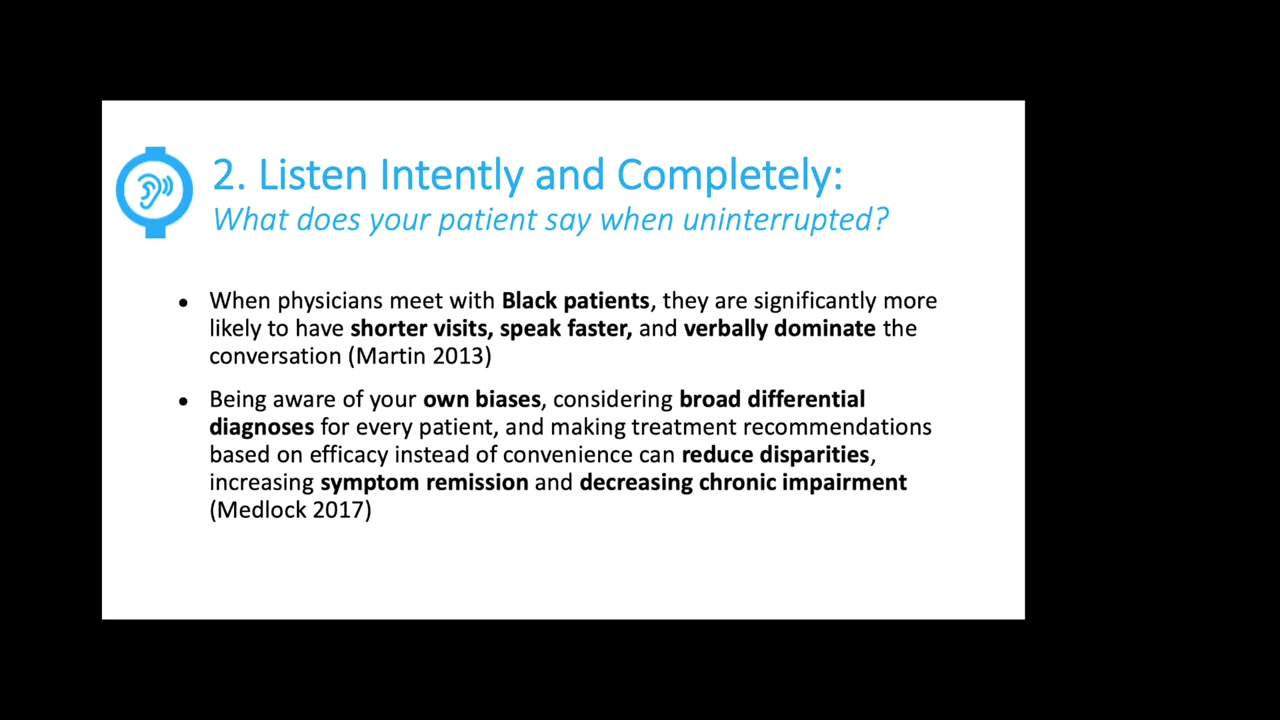 2. Listen Intently and Completely:
What does your patient say when uninterrupted?
• When physicians meet with Black patients, they are significantly more
likely to have shorter visits, speak faster, and verbally dominate the
conversation (Martin 2013)
• Being aware of your own biases, considering broad differential
diagnoses for every patient, and making treatment recommendations
based on efficacy instead of convenience can reduce disparities,
increasing symptom remission and decreasing chronic impairment
(Medlock 2017)